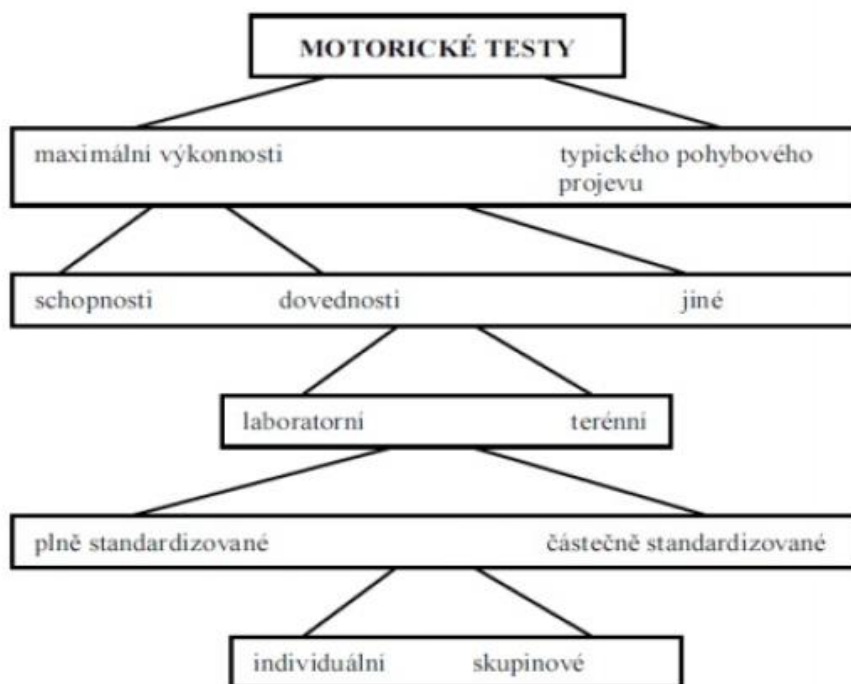 MOTORICKÉ TESTY
maximální výkonnosti typického pohybového
projevu
schopnosti dovednosti jiné
laboratorní terénní
plně standardizované částečně standardizované
individuální skupinové